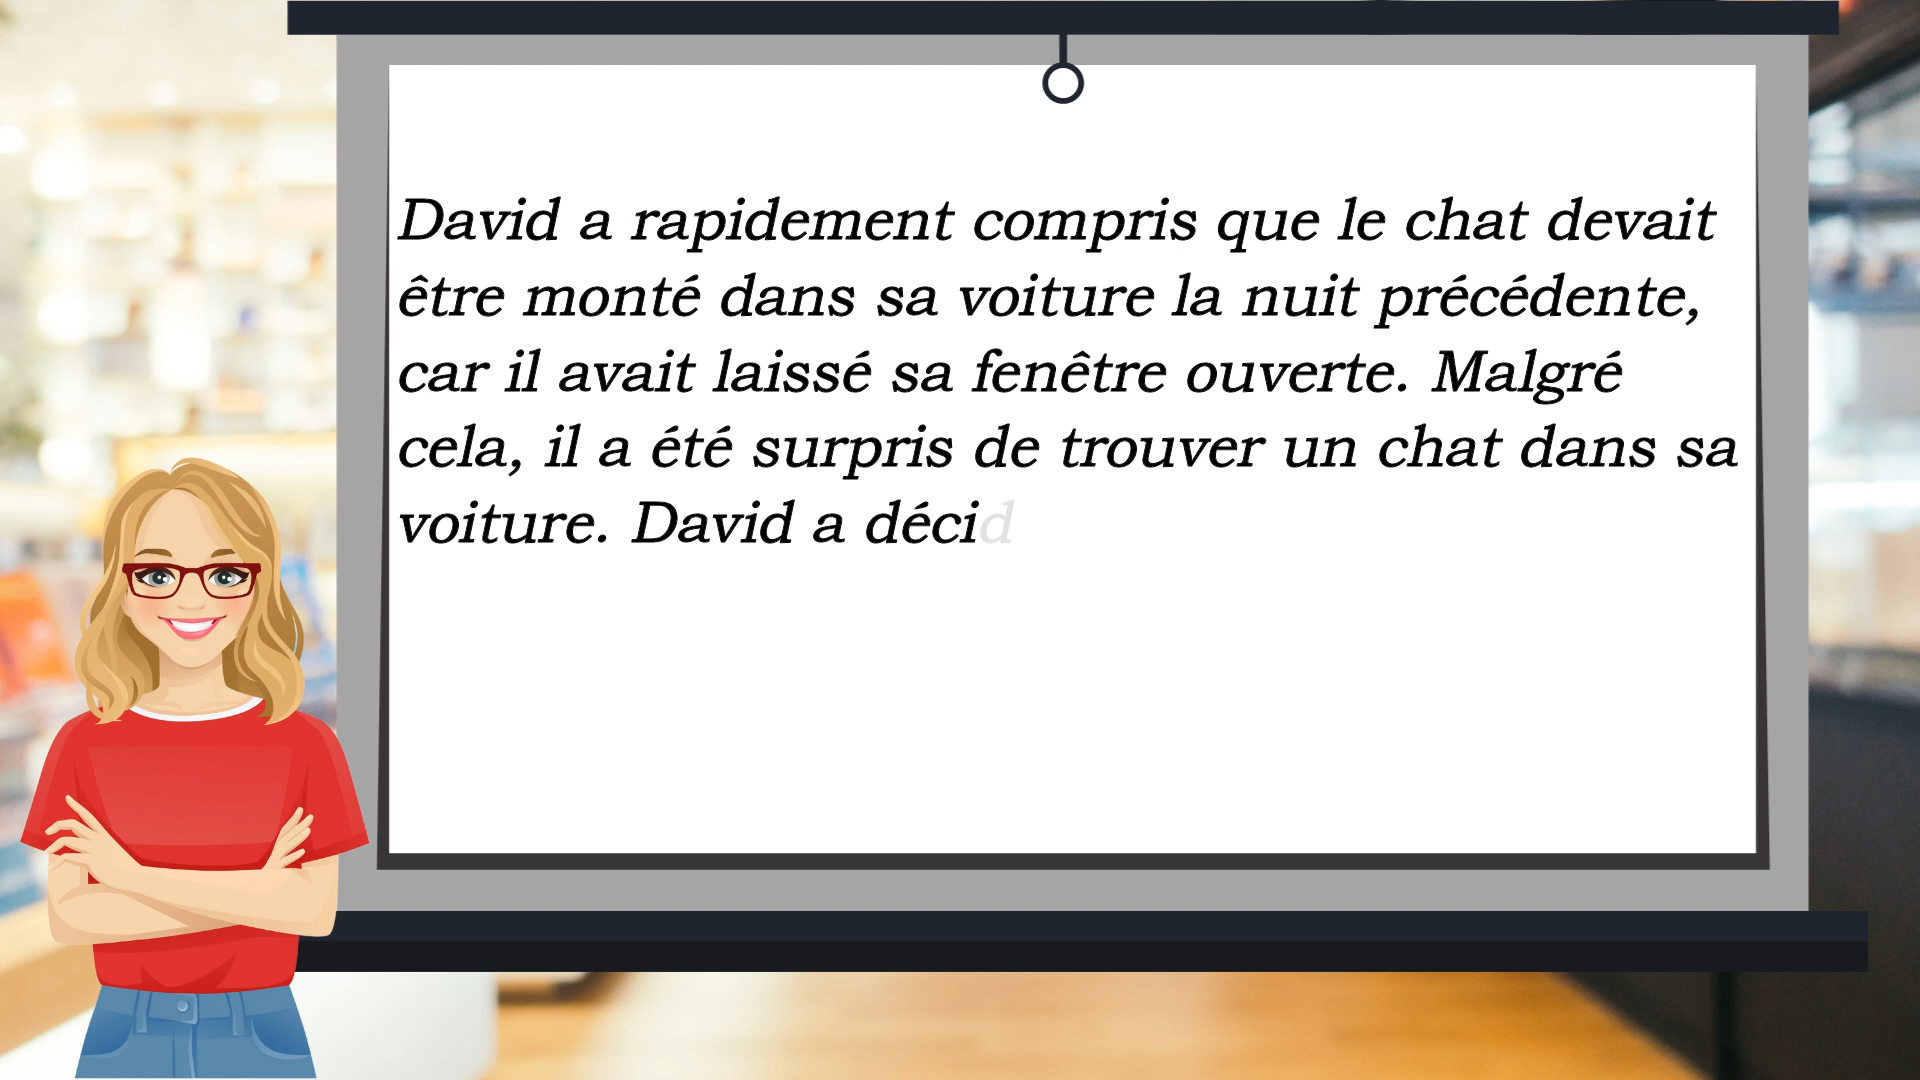 David a rapidement compris que le chat devait
être monté dans sa voiture la nuit précédente,
car il avait laissé sa fenêtre ouverte. Malgré
cela, il a été surpris de trouver un chat dans sa
voiture. David a décid